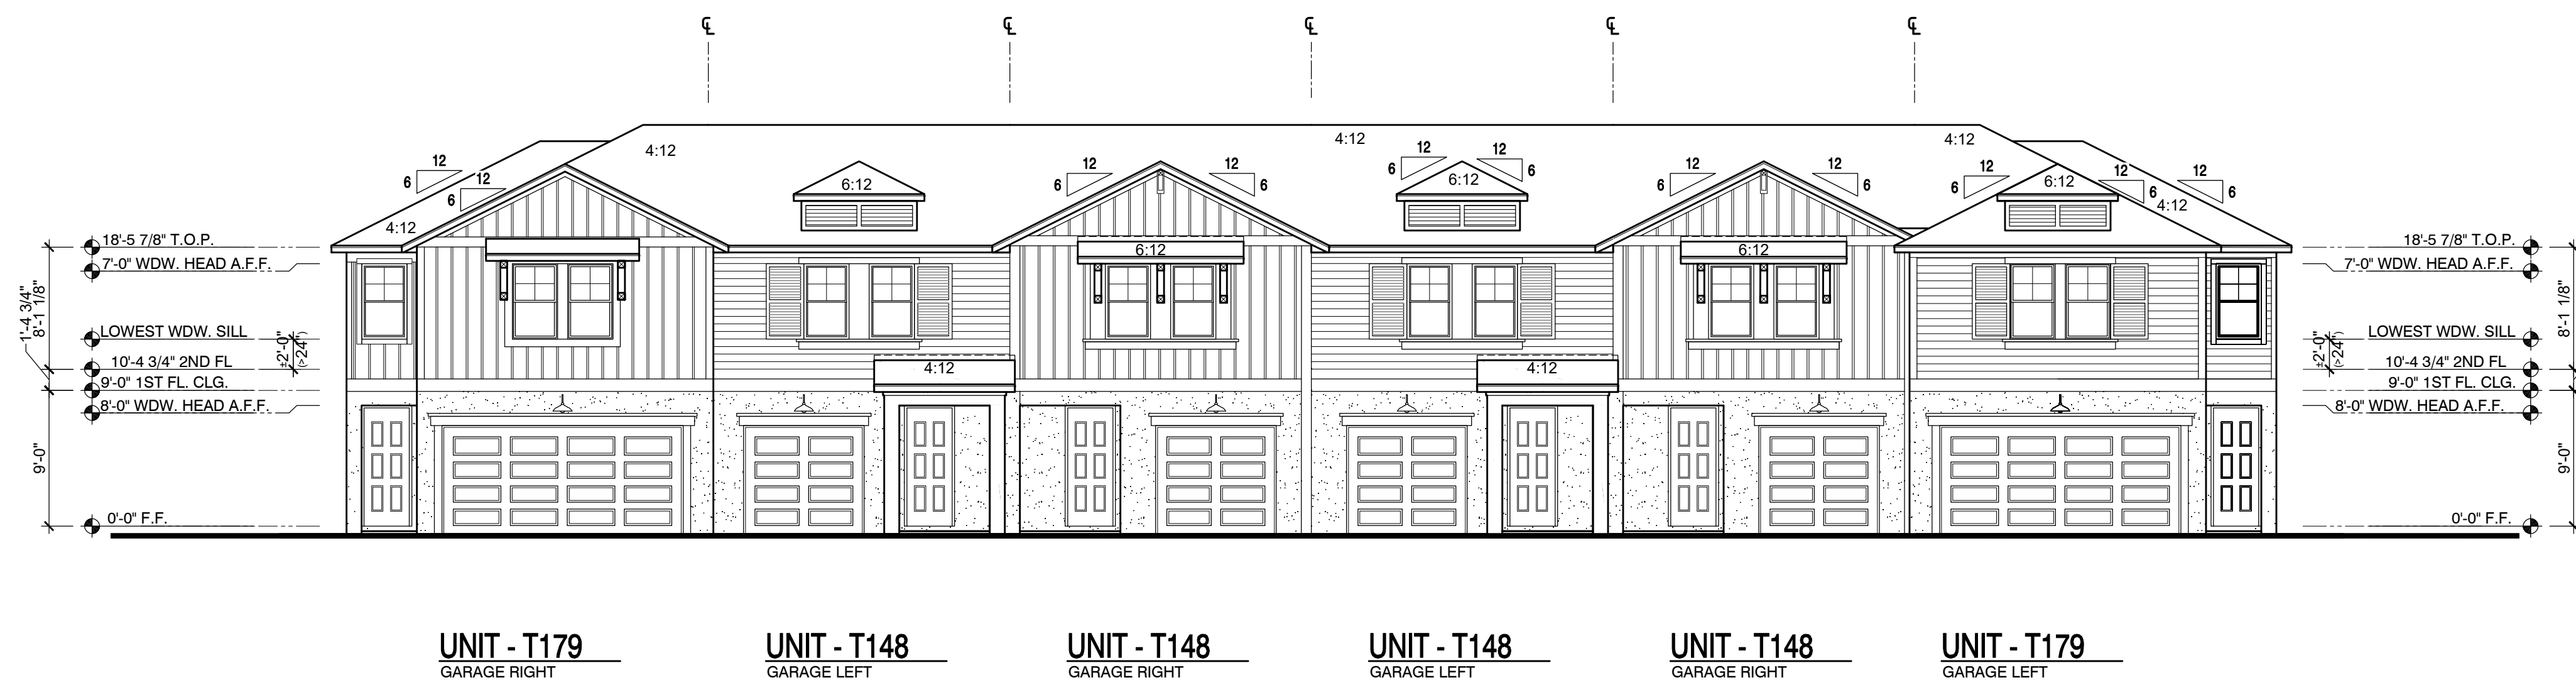 ℄ ℄ ℄ ℄ ℄
4:12 4:12 4:12
12 6 12 6 4:12
6:12
12 6 12 6
12 6:12 12
12 6 12 6
12 6 6:12 12 6 12 6 4:12
18'-5 7/8" T.O.P. 6:12 6:12 18'-5 7/8" T.O.P.
7'-0" WDW. HEAD A.F.F. 7'-0" WDW. HEAD A.F.F.
1'-4 3/4" 8'-1 1/8" 8'-1 1/8"
LOWEST WDW. SILL LOWEST WDW. SILL
±2'-0" (>24") ±2'-0" (>24")
10'-4 3/4" 2ND FL 4:12 4:12 10'-4 3/4" 2ND FL
9'-0" 1ST FL. CLG. 9'-0" 1ST FL. CLG.
8'-0" WDW. HEAD A.F.F. 8'-0" WDW. HEAD A.F.F.
9'-0" 9'-0"
0'-0" F.F. 0'-0" F.F.
UNIT - T179
GARAGE RIGHT
UNIT - T148
GARAGE LEFT
UNIT - T148
GARAGE RIGHT
UNIT - T148
GARAGE LEFT
UNIT - T148
GARAGE RIGHT
UNIT - T179
GARAGE LEFT